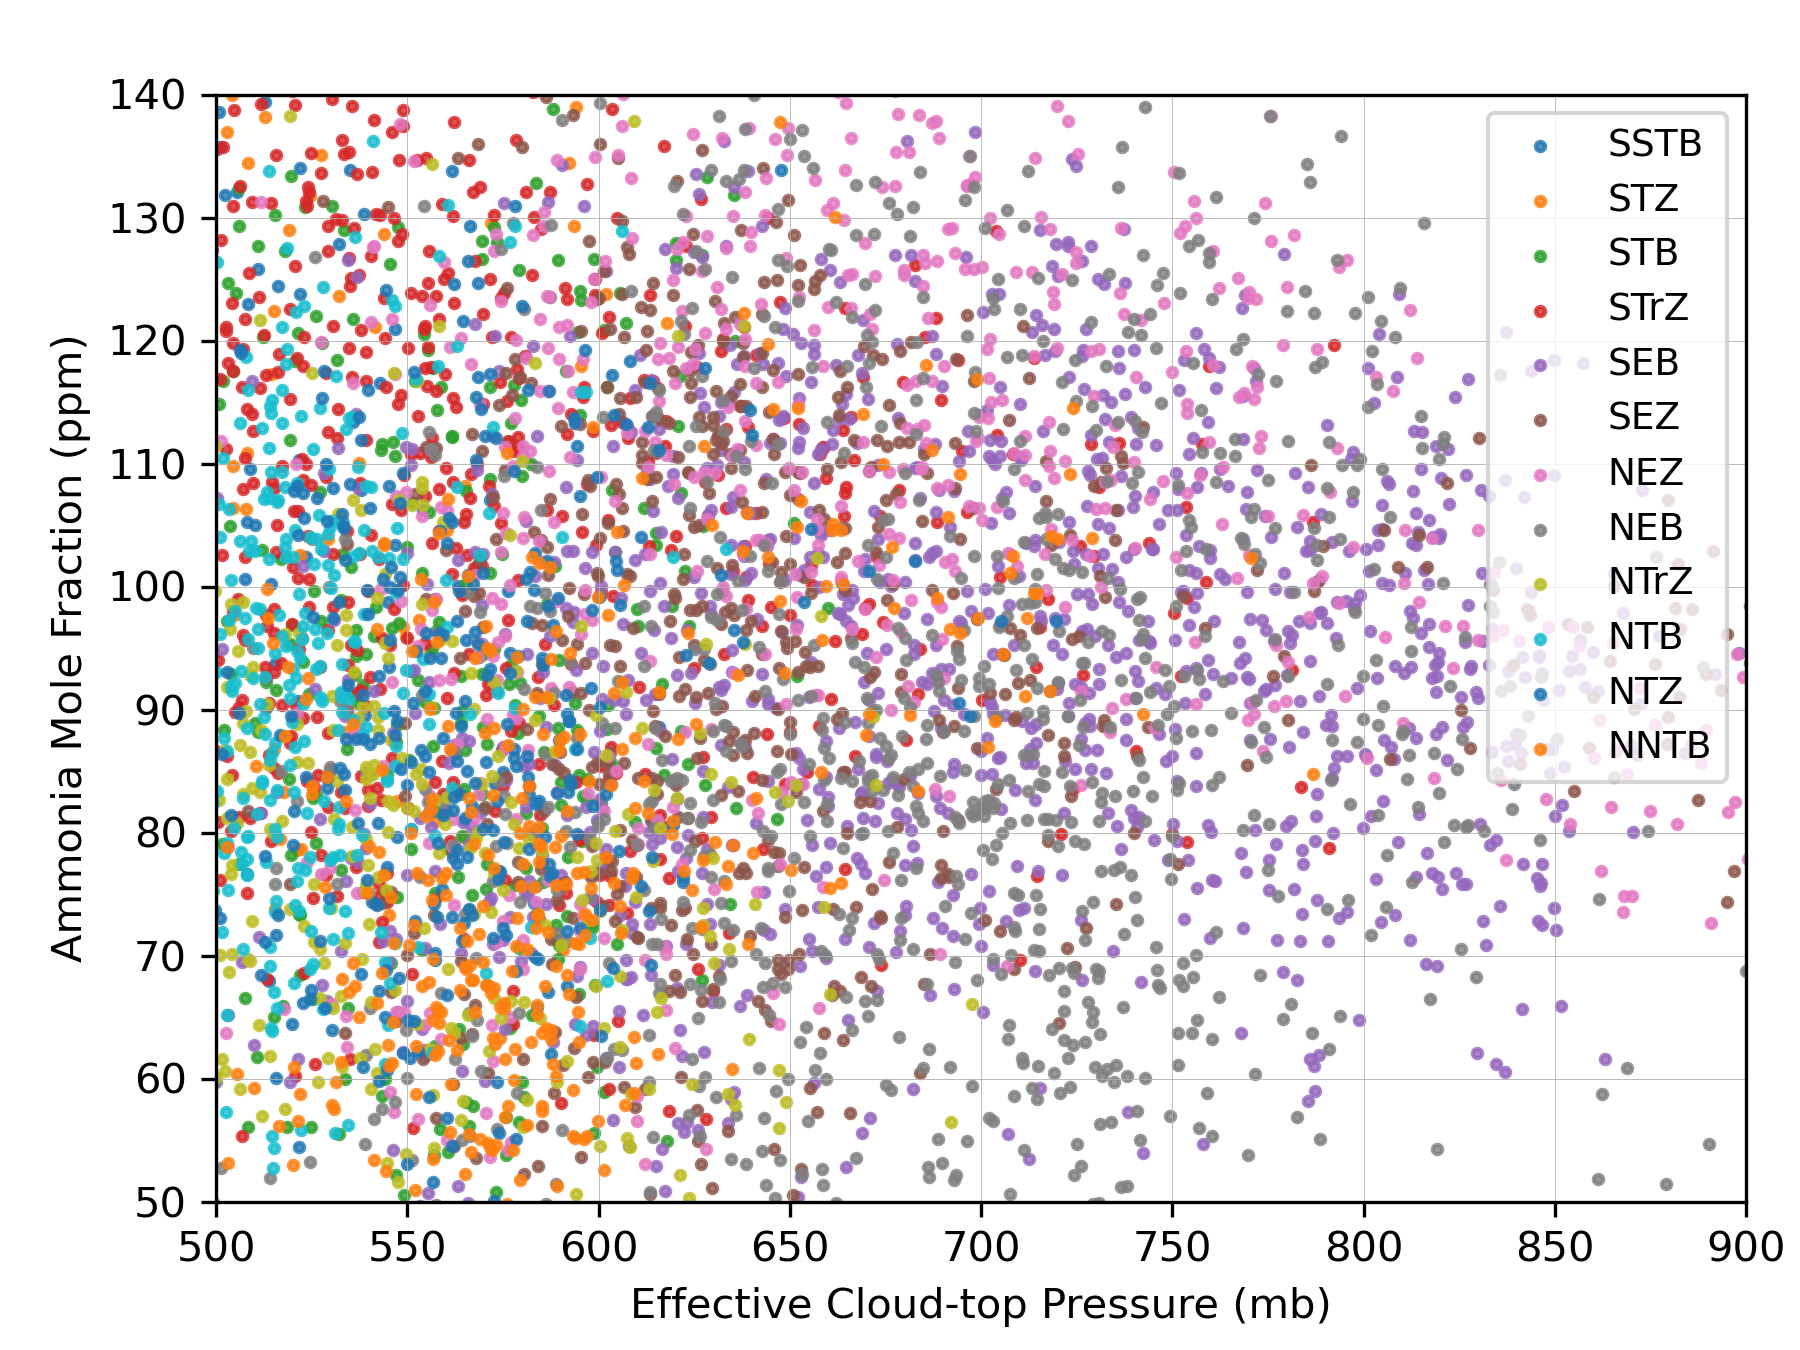 140
130
120
110
100
90
80
70
60
50
Ammonia Mole Fraction (ppm)
500 550 600 650 700 750 800 850 900
Effective Cloud-top Pressure (mb)
SSTB
STZ
STB
STrZ
SEB
SEZ
NEZ
NEB
NTrZ
NTB
NTZ
NNTB